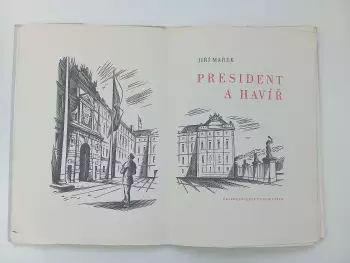 JIŘÍ MAREK
PRESIDENT
A HAVÍŘ